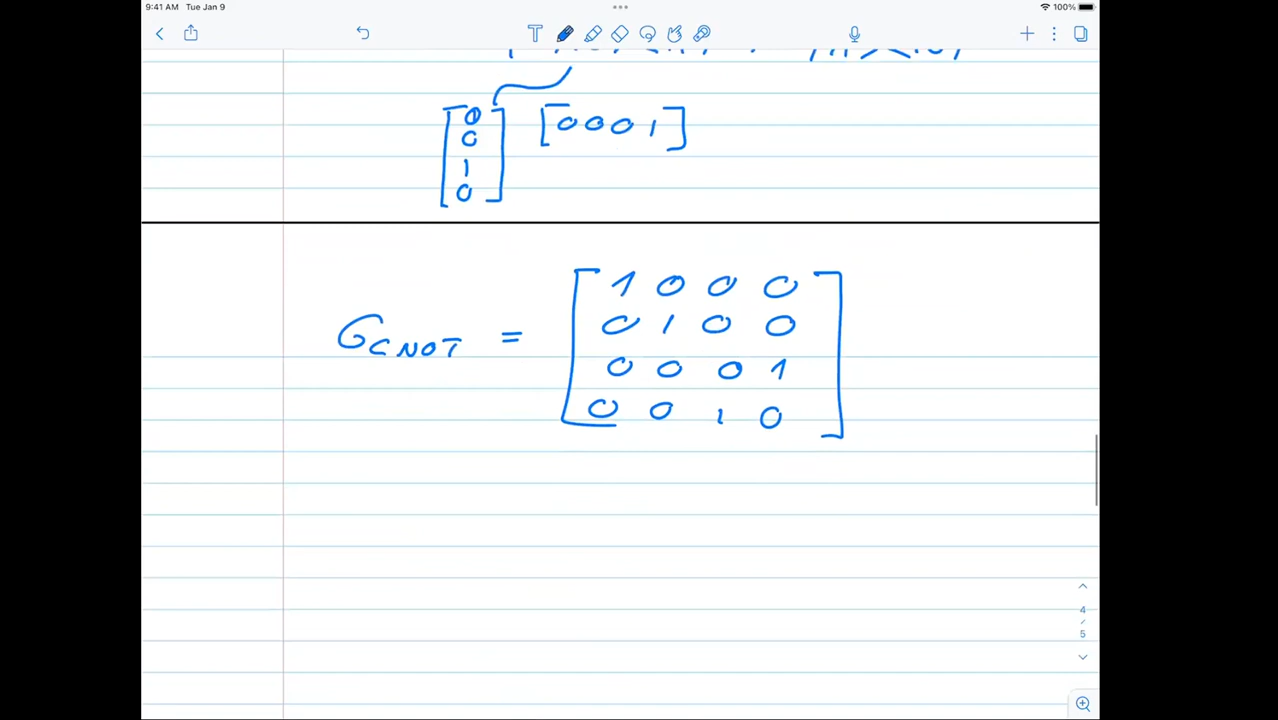 9:41 AM Tue Jan 9
100%
T
[0 0 1 0] [0 0 0 1]
G CNOT = [1 0 0 0
0 1 0 0
0 0 0 1
0 0 1 0]
4
/
5